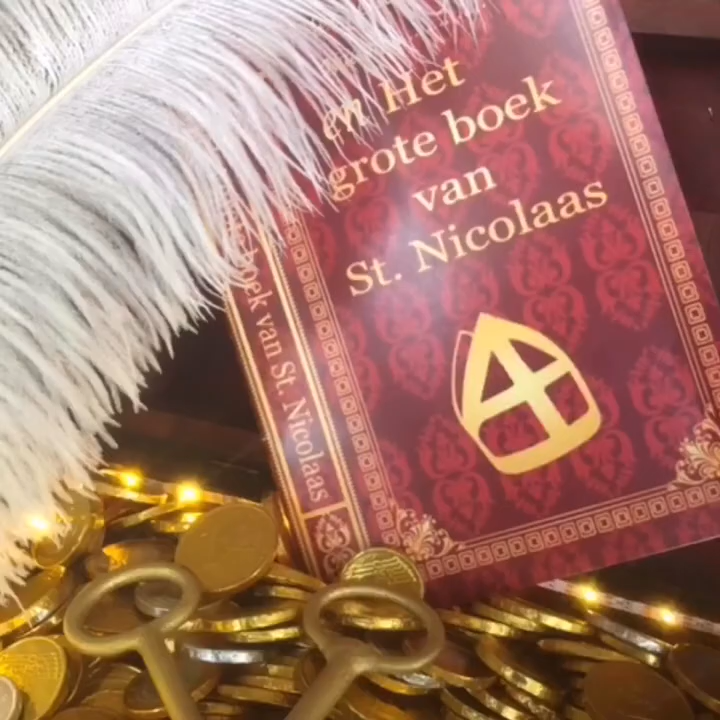 Het
grote boek
van
St. Nicolaas
boek van St. Nicolaas